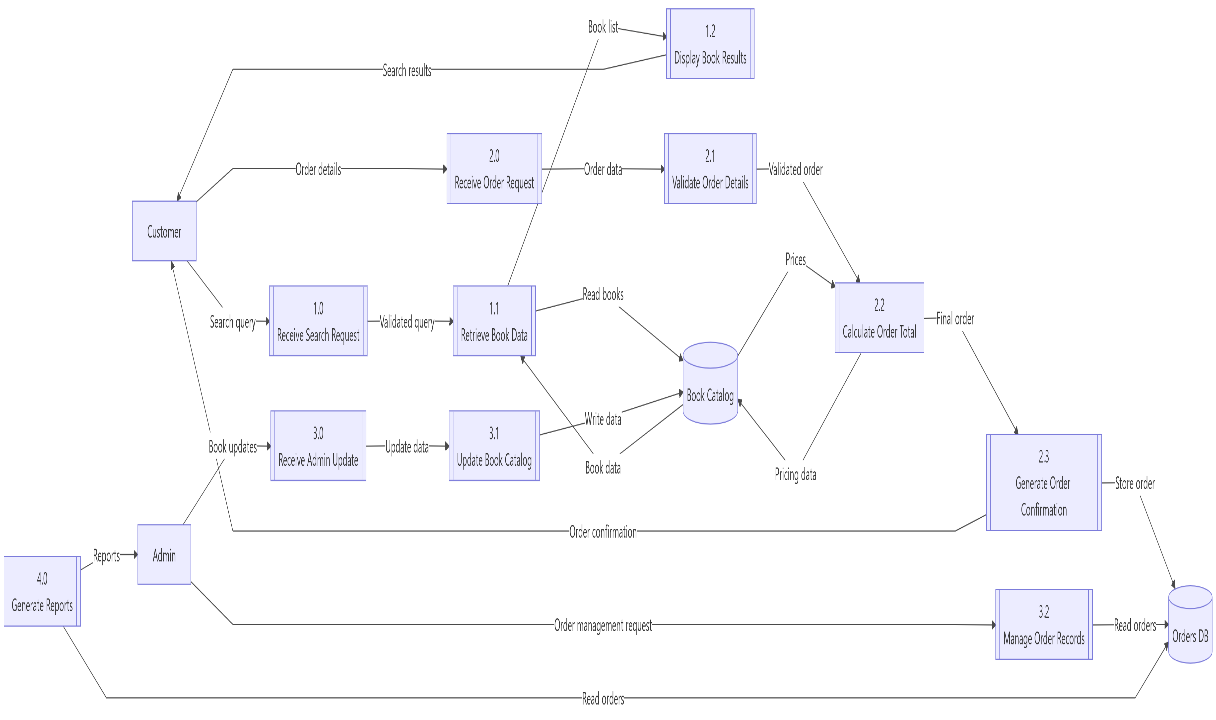 Book list
1.2
Display Book Results
Search results
Order details
2.0
Receive Order Request
Order data
2.1
Validate Order Details
Validated order
Customer
Search query
1.0
Receive Search Request
Validated query
1.1
Retrieve Book Data
Read books
Prices
2.2
Calculate Order Total
Final order
Book Catalog
Book updates
3.0
Receive Admin Update
Update data
3.1
Update Book Catalog
Write data
Book data
Pricing data
2.3
Generate Order
Confirmation
Store order
Order confirmation
Reports
Admin
4.0
Generate Reports
Order management request
3.2
Manage Order Records
Read orders
Orders DB
Read orders